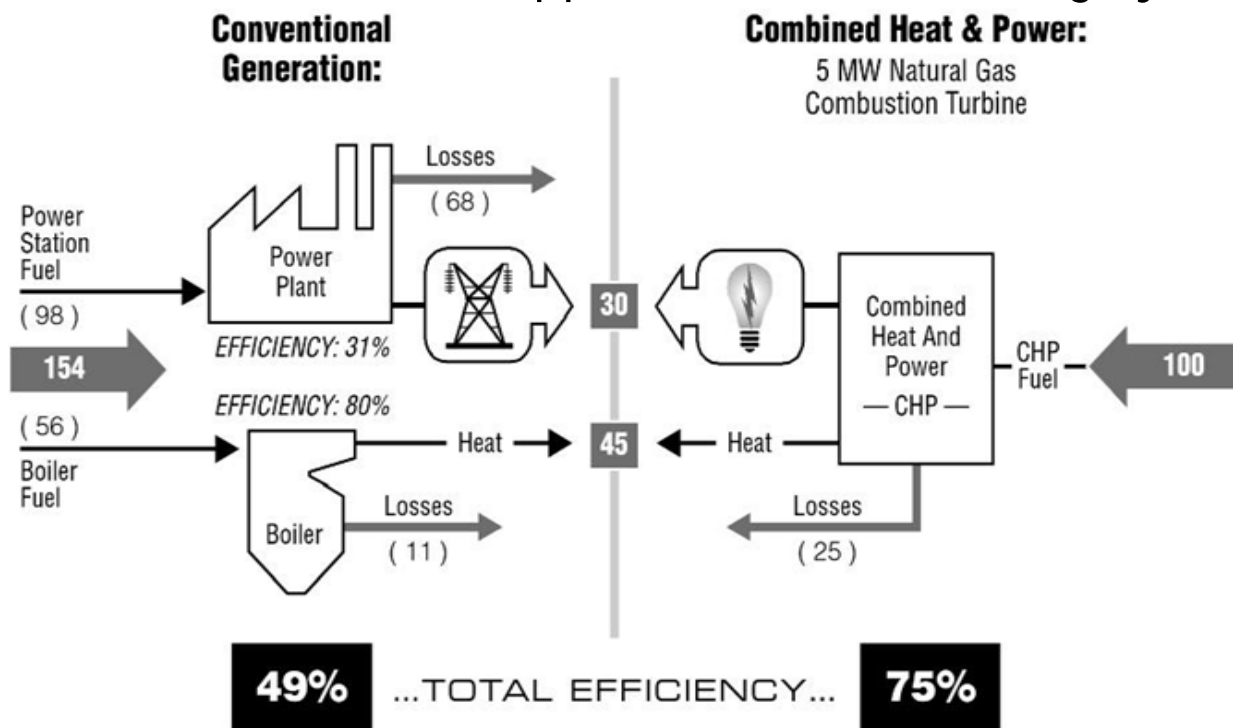 Conventional
Generation:
Combined Heat & Power:
5 MW Natural Gas
Combustion Turbine
Losses
( 68 )
Power
Station
Fuel
( 98 )
Power
Plant
EFFICIENCY: 31%
154
30
Combined
Heat And
Power
— CHP —
CHP
Fuel
100
EFFICIENCY: 80%
( 56 )
Boiler
Fuel
Heat
45
Heat
Boiler
Losses
( 11 )
Losses
( 25 )
49% ...TOTAL EFFICIENCY... 75%